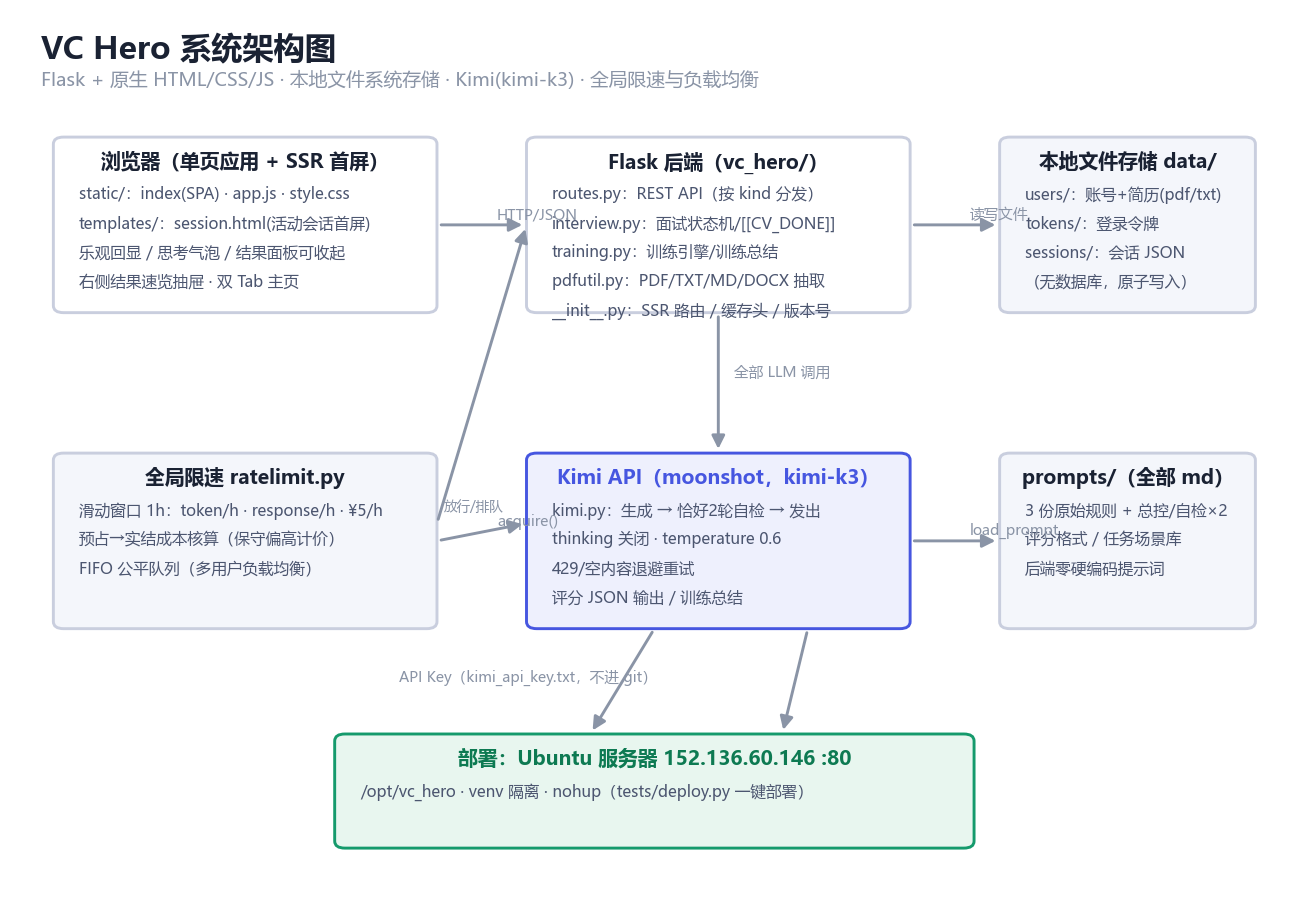 VC Hero 系统架构图
Flask + 原生 HTML/CSS/JS · 本地文件系统存储 · Kimi(kimi-k3) · 全局限速与负载均衡
浏览器（单页应用 + SSR 首屏）
static/：index(SPA) · app.js · style.css
templates/：session.html(活动会话首屏)
乐观回显 / 思考气泡 / 结果面板可收起
右侧结果速览抽屉 · 双 Tab 主页
HTTP/JSON
Flask 后端（vc_hero/）
routes.py：REST API（按 kind 分发）
interview.py：面试状态机/[[CV_DONE]]
training.py：训练引擎/训练总结
pdfutil.py：PDF/TXT/MD/DOCX 抽取
__init__.py：SSR 路由 / 缓存头 / 版本号
读写文件
本地文件存储 data/
users/：账号+简历(pdf/txt)
tokens/：登录令牌
sessions/：会话 JSON
（无数据库，原子写入）
全部 LLM 调用
全局限速 ratelimit.py
滑动窗口 1h：token/h · response/h · ¥5/h
预占→实结成本核算（保守偏高计价）
FIFO 公平队列（多用户负载均衡）
放行/排队
acquire()
Kimi API（moonshot，kimi-k3）
kimi.py：生成 → 恰好2轮自检 → 发出
thinking 关闭 · temperature 0.6
429/空内容退避重试
评分 JSON 输出 / 训练总结
load_prompt
prompts/（全部 md）
3 份原始规则 + 总控/自检×2
评分格式 / 任务场景库
后端零硬编码提示词
API Key（kimi_api_key.txt，不进 git）
部署：Ubuntu 服务器 152.136.60.146 :80
/opt/vc_hero · venv 隔离 · nohup（tests/deploy.py 一键部署）